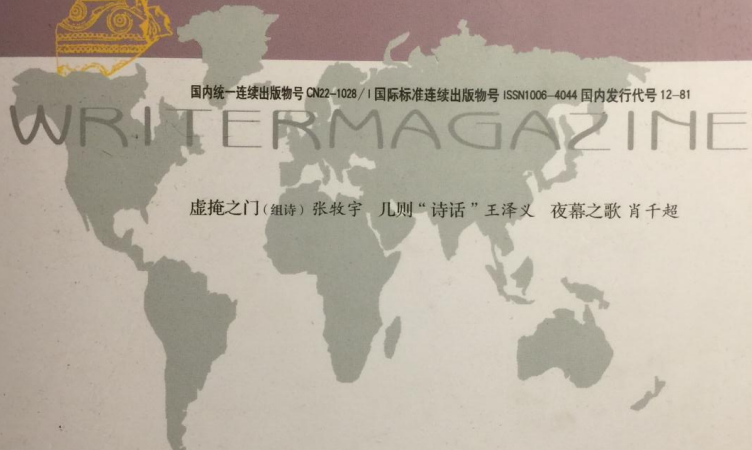 国内统一连续出版物号 CN22-1028/I 国际标准连续出版物号 ISSN1006-4044 国内发行代号 12-81
WRITERMAGAZINE
虚掩之门（组诗）张牧宇 几则“诗话”王泽义 夜幕之歌 肖千超